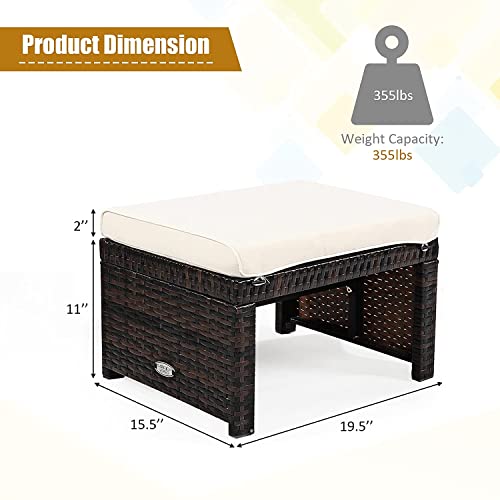 Product Dimension
355lbs
Weight Capacity:
355lbs
2’’
11’’
15.5’’
19.5’’